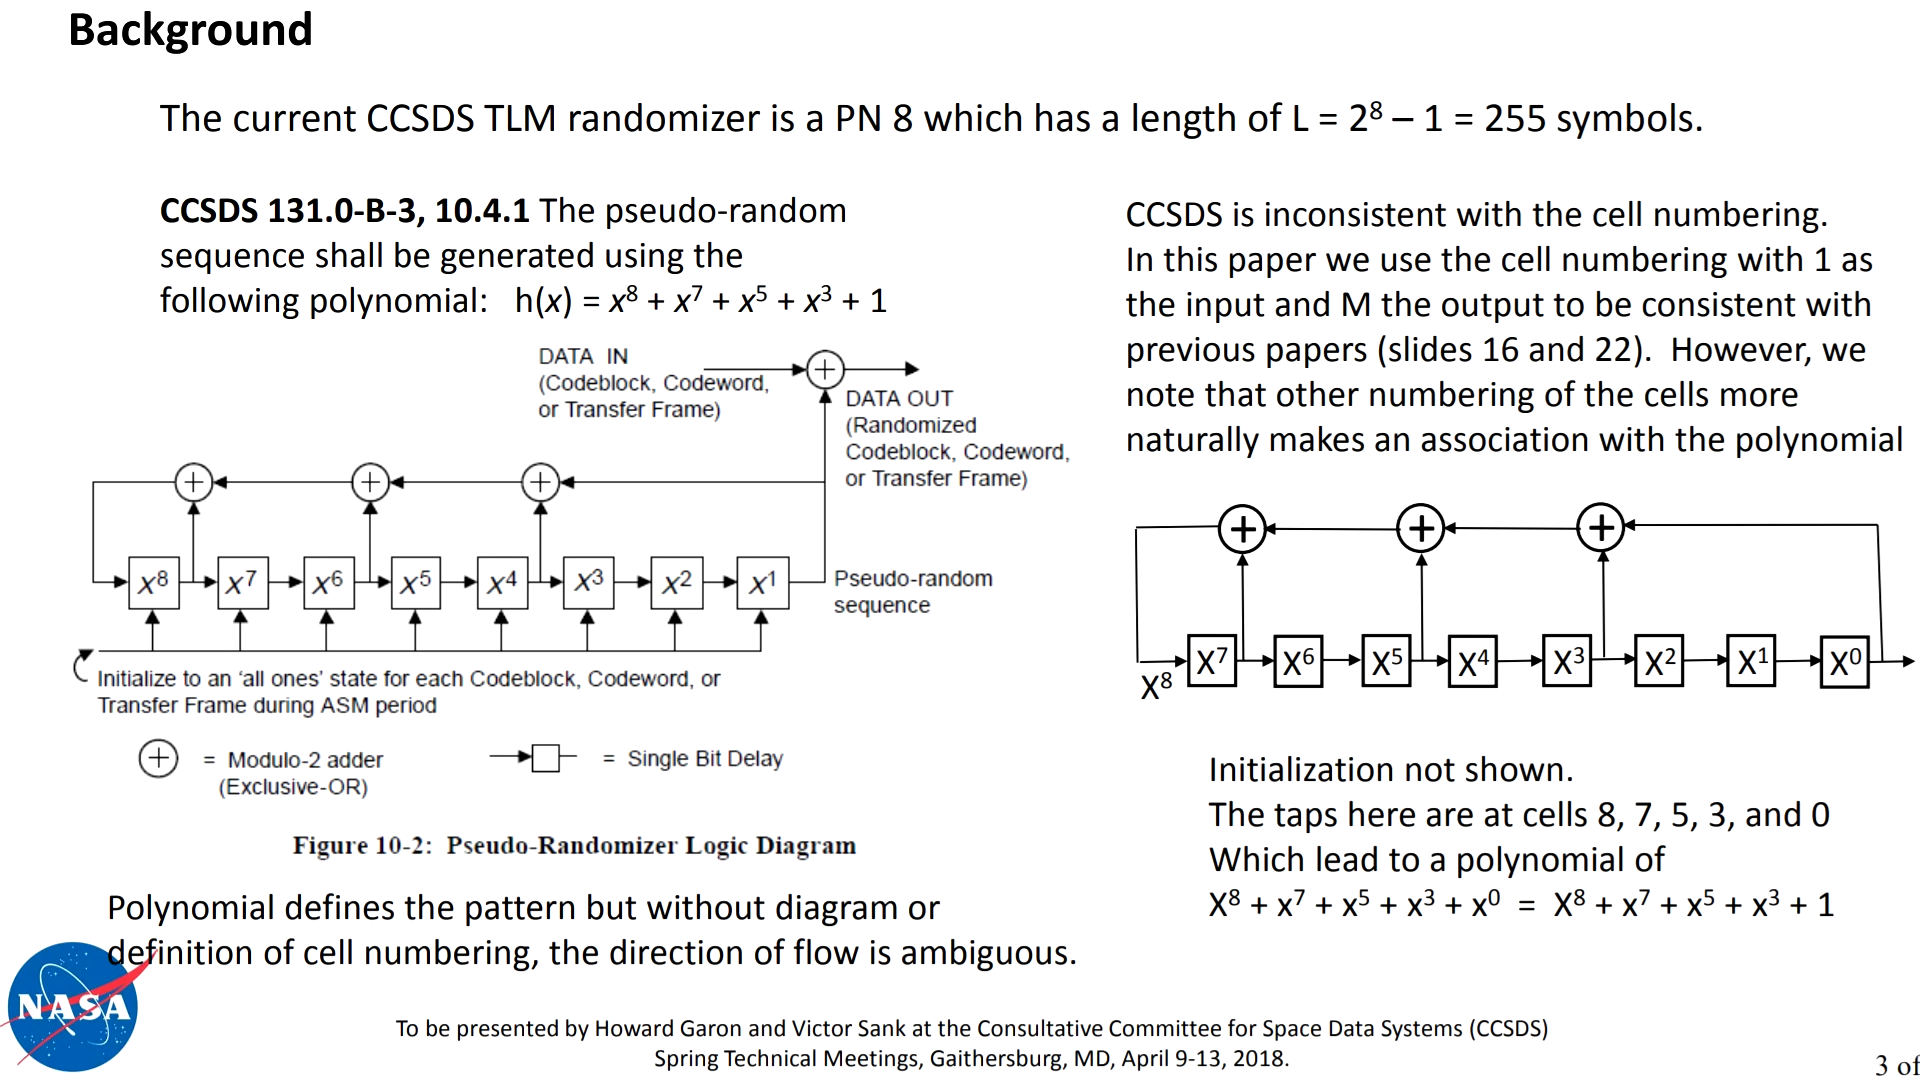 Background
The current CCSDS TLM randomizer is a PN 8 which has a length of L = 2⁸ – 1 = 255 symbols.
CCSDS 131.0-B-3, 10.4.1 The pseudo-random
sequence shall be generated using the
following polynomial: h(x) = x⁸ + x⁷ + x⁵ + x³ + 1
DATA IN
(Codeblock, Codeword,
or Transfer Frame)
DATA OUT
(Randomized
Codeblock, Codeword,
or Transfer Frame)
+ + + +
X⁸ X⁷ X⁶ X⁵ X⁴ X³ X² X¹
Pseudo-random
sequence
Initialize to an ‘all ones’ state for each Codeblock, Codeword, or
Transfer Frame during ASM period
+ = Modulo-2 adder
(Exclusive-OR)
= Single Bit Delay
Figure 10-2: Pseudo-Randomizer Logic Diagram
Polynomial defines the pattern but without diagram or
definition of cell numbering, the direction of flow is ambiguous.
CCSDS is inconsistent with the cell numbering.
In this paper we use the cell numbering with 1 as
the input and M the output to be consistent with
previous papers (slides 16 and 22). However, we
note that other numbering of the cells more
naturally makes an association with the polynomial
+ + +
X⁸ X⁷ X⁶ X⁵ X⁴ X³ X² X¹ X⁰
Initialization not shown.
The taps here are at cells 8, 7, 5, 3, and 0
Which lead to a polynomial of
X⁸ + x⁷ + x⁵ + x³ + x⁰ = X⁸ + x⁷ + x⁵ + x³ + 1
NASA
To be presented by Howard Garon and Victor Sank at the Consultative Committee for Space Data Systems (CCSDS)
Spring Technical Meetings, Gaithersburg, MD, April 9-13, 2018.
3 of